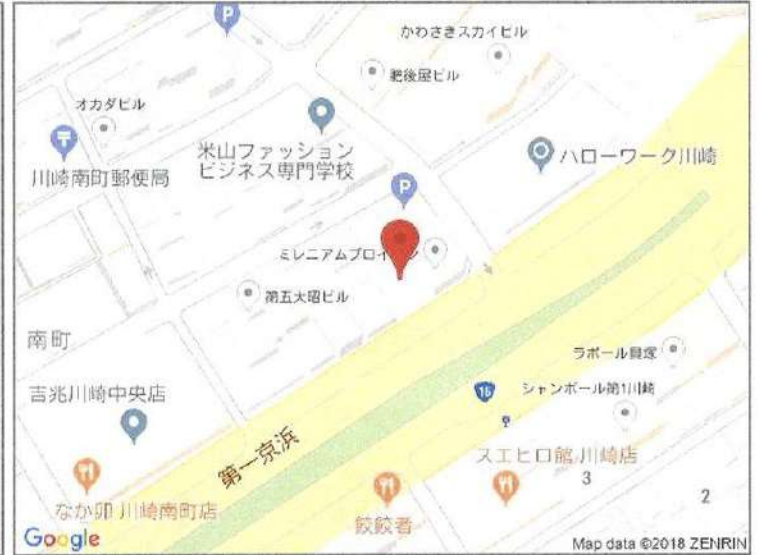 P
かわさきスカイビル
肥後屋ビル
オカダビル
川崎南町郵便局
米山ファッション
ビジネス専門学校
ハローワーク川崎
P
ミレニアムプロイ
第五大昭ビル
南町
ラポール貝塚
吉兆川崎中央店
15
シャンボール第1川崎
第一京浜
スエヒロ館 川崎店
3
2
なか卯 川崎南町店
餃餃者
Google
Map data ©2018 ZENRIN